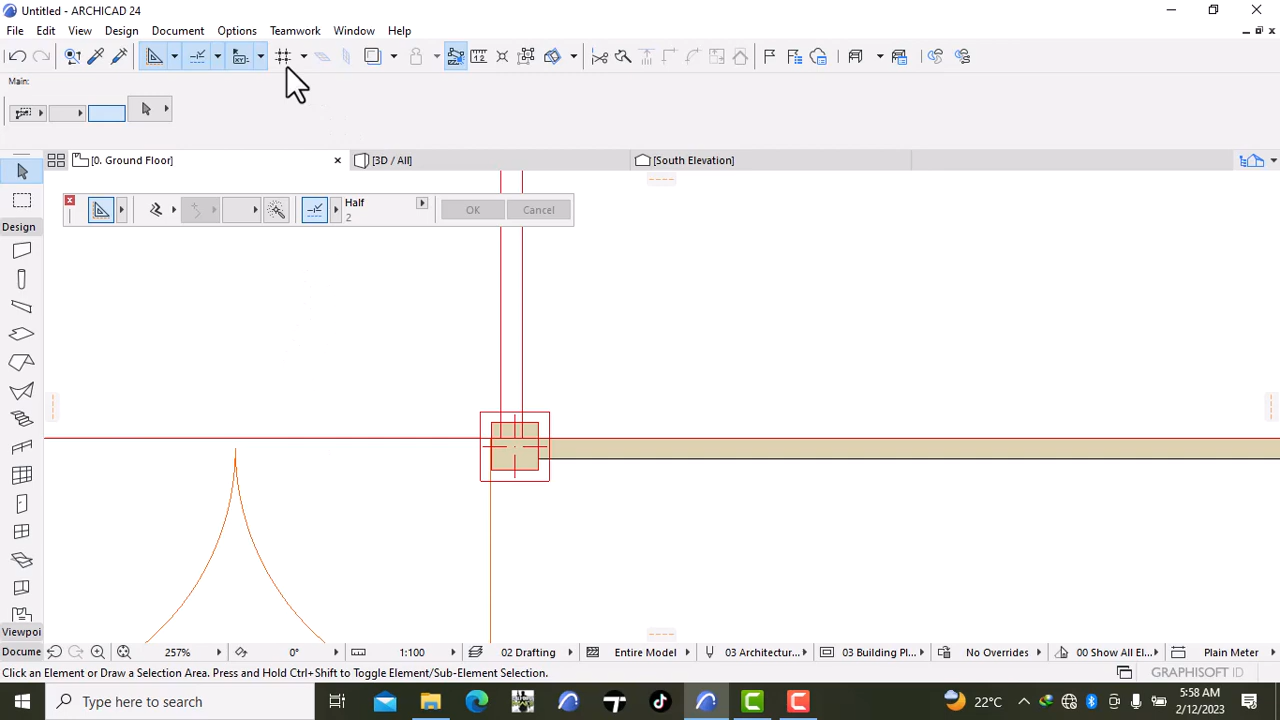 Untitled - ARCHICAD 24
File Edit View Design Document Options Teamwork Window Help
Main:
[0. Ground Floor] [3D / All] [South Elevation]
Half
2
OK Cancel
Design
Viewpoi
Docume
257% 0° 1:100 02 Drafting Entire Model 03 Architectur... 03 Building Pl... No Overrides 00 Show All El... Plain Meter
Click an Element or Draw a Selection Area. Press and Hold Ctrl+Shift to Toggle Element/Sub-Element Selection.
GRAPHISOFT ID
Type here to search
22°C
5:58 AM
2/12/2023